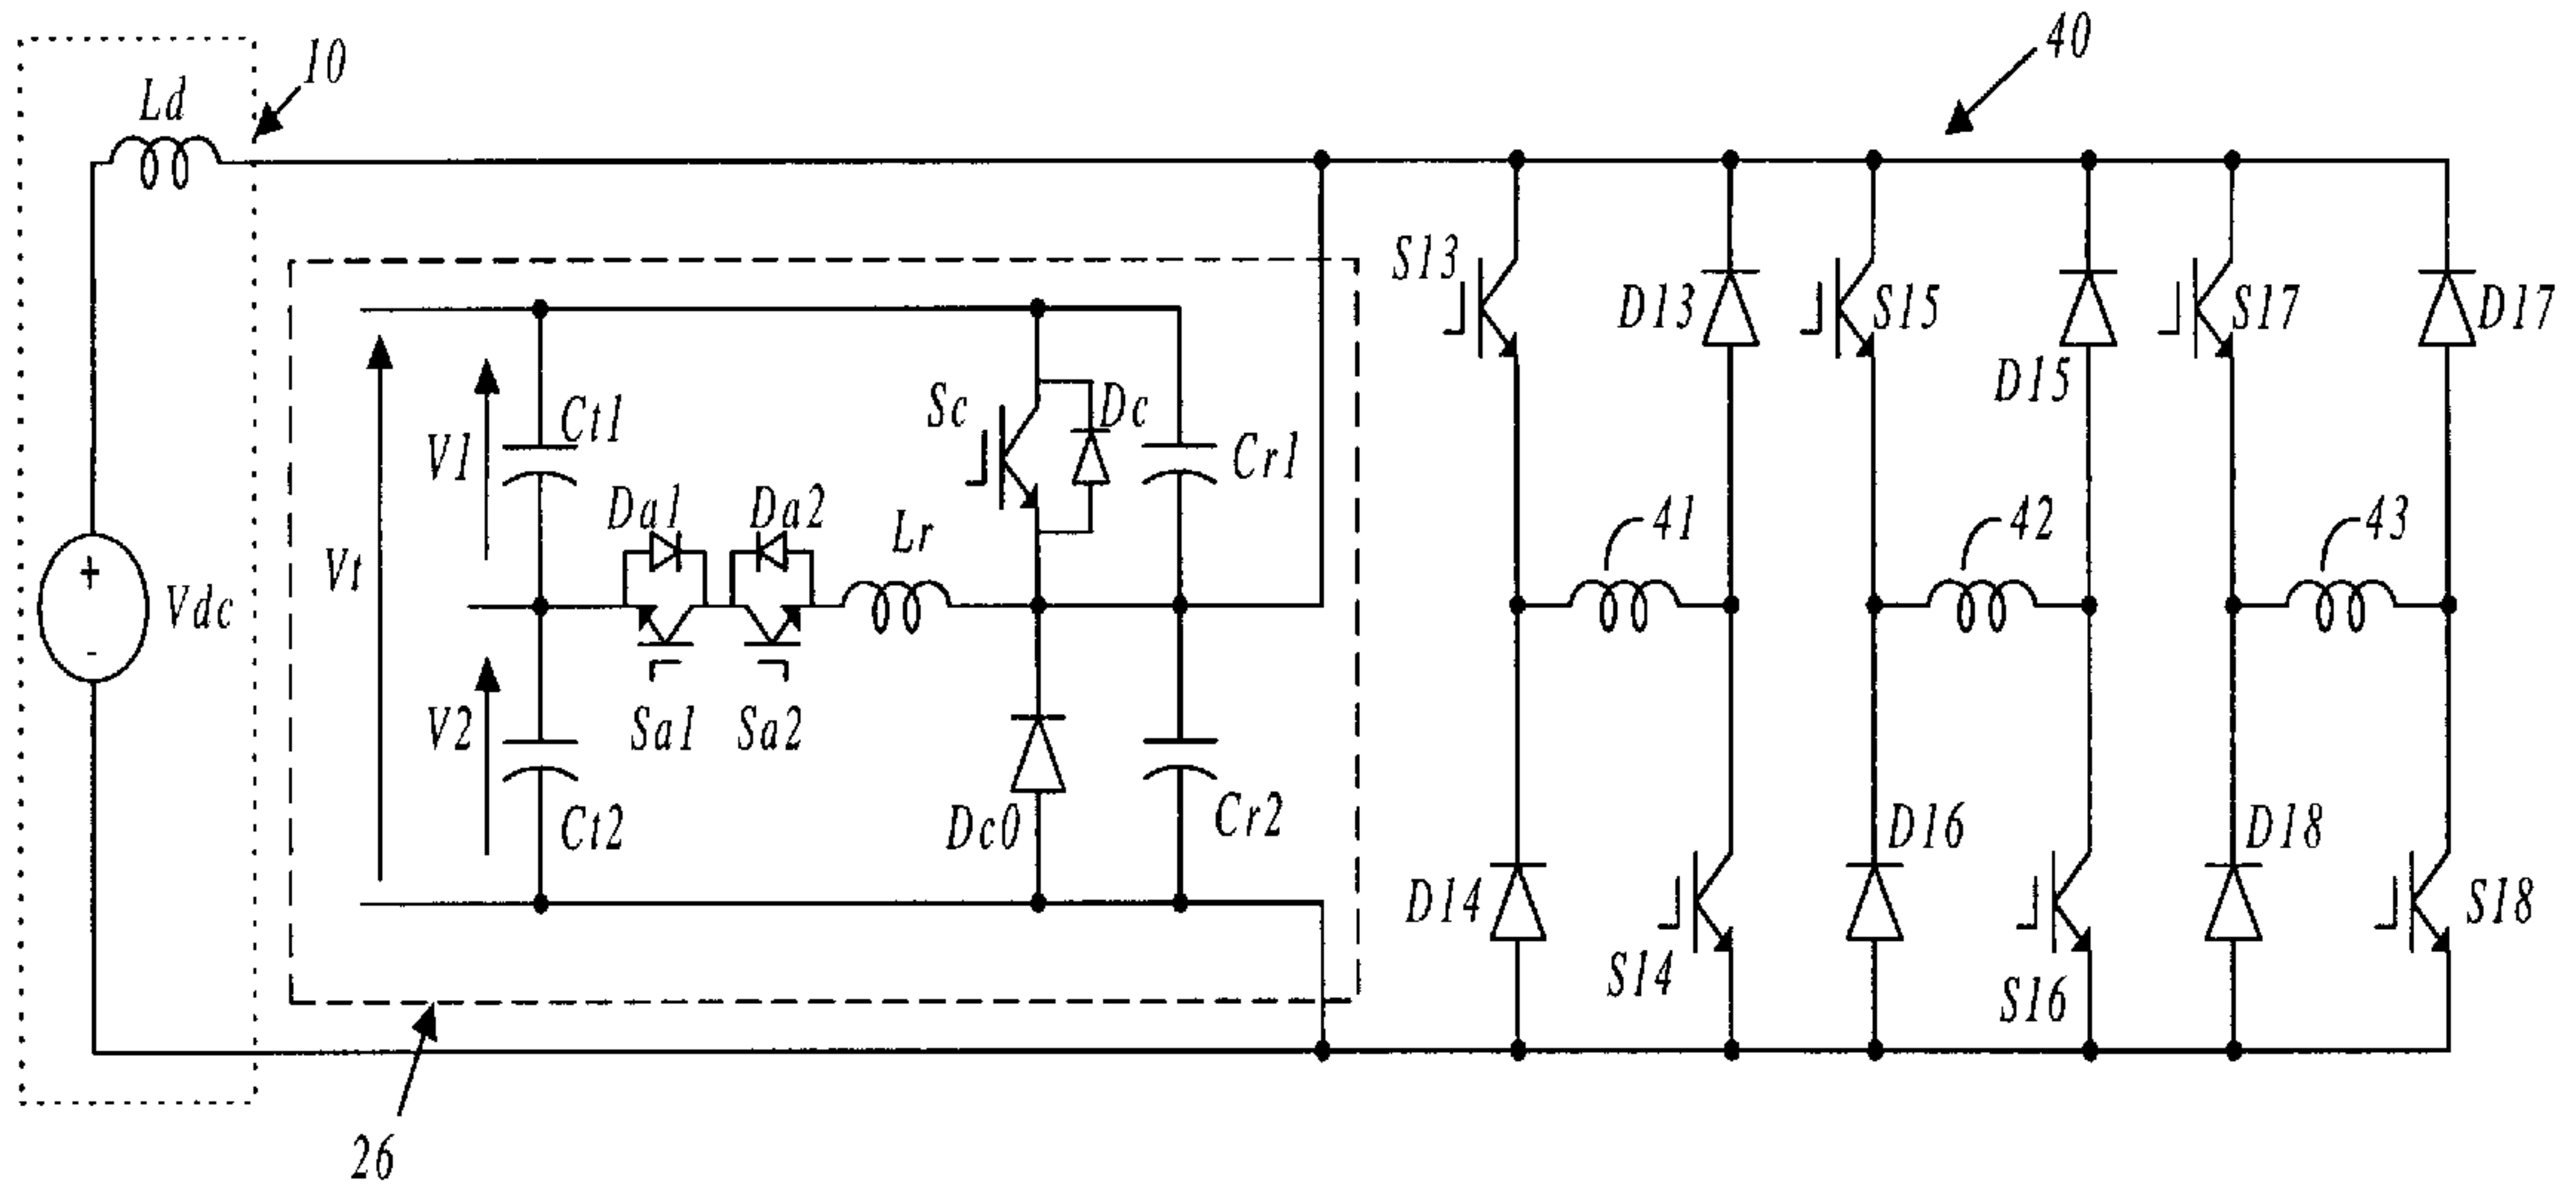 10
40
Ld
S13
D13
S15
D15
S17
D17
Vt
V1
Ct1
Sc
Dc
Cr1
Da1
Da2
Lr
41
42
43
+
-
Vdc
V2
Ct2
Sa1
Sa2
Dc0
Cr2
D14
S14
D16
S16
D18
S18
26